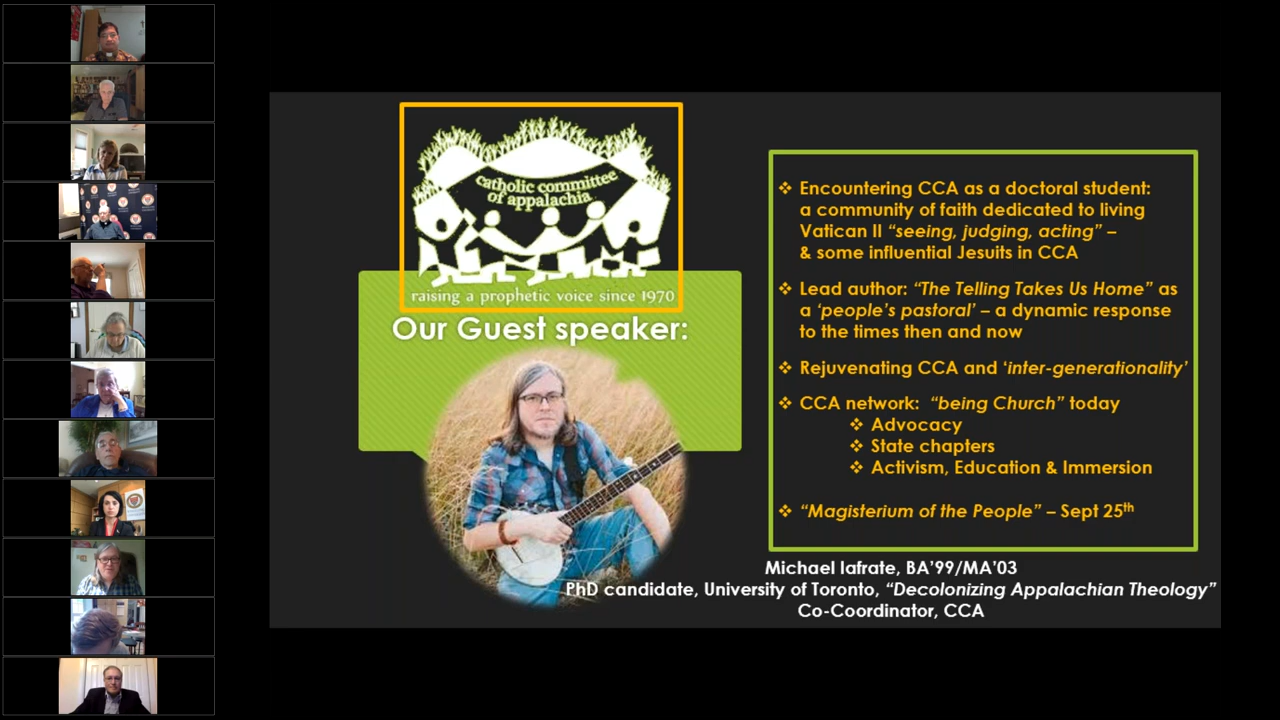 catholic committee
of appalachia
raising a prophetic voice since 1970
Our Guest speaker:
❖ Encountering CCA as a doctoral student:
a community of faith dedicated to living
Vatican II “seeing, judging, acting” –
& some influential Jesuits in CCA
❖ Lead author: “The Telling Takes Us Home” as
a ‘people’s pastoral’ – a dynamic response
to the times then and now
❖ Rejuvenating CCA and ‘inter-generationality’
❖ CCA network: “being Church” today
❖ Advocacy
❖ State chapters
❖ Activism, Education & Immersion
❖ “Magisterium of the People” – Sept 25th
Michael Iafrate, BA’99/MA’03
PhD candidate, University of Toronto, “Decolonizing Appalachian Theology”
Co-Coordinator, CCA